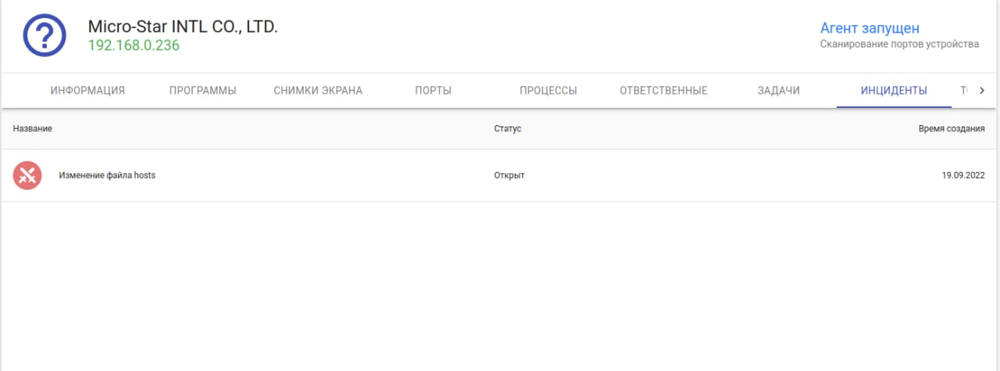 Micro-Star INTL CO., LTD.
192.168.0.236
Агент запущен
Сканирование портов устройства
ИНФОРМАЦИЯ ПРОГРАММЫ СНИМКИ ЭКРАНА ПОРТЫ ПРОЦЕССЫ ОТВЕТСТВЕННЫЕ ЗАДАЧИ ИНЦИДЕНТЫ
Название Статус Время создания
Изменение файла hosts Открыт 19.09.2022